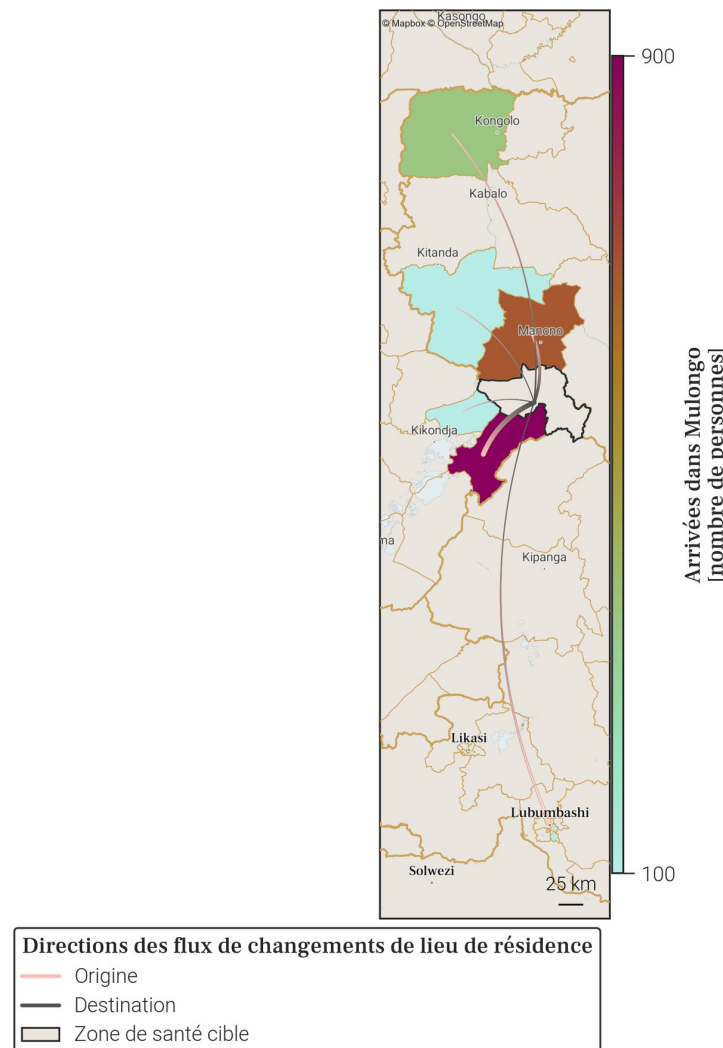 Kasongo
© Mapbox © OpenStreetMap
900
Kongolo
Kabalo
Kitanda
Manono
Kikondja
ma
Kipanga
Likasi
Lubumbashi
Solwezi
25 km
100
Arrivées dans Mulongo
[nombre de personnes]
Directions des flux de changements de lieu de résidence
Origine
Destination
Zone de santé cible